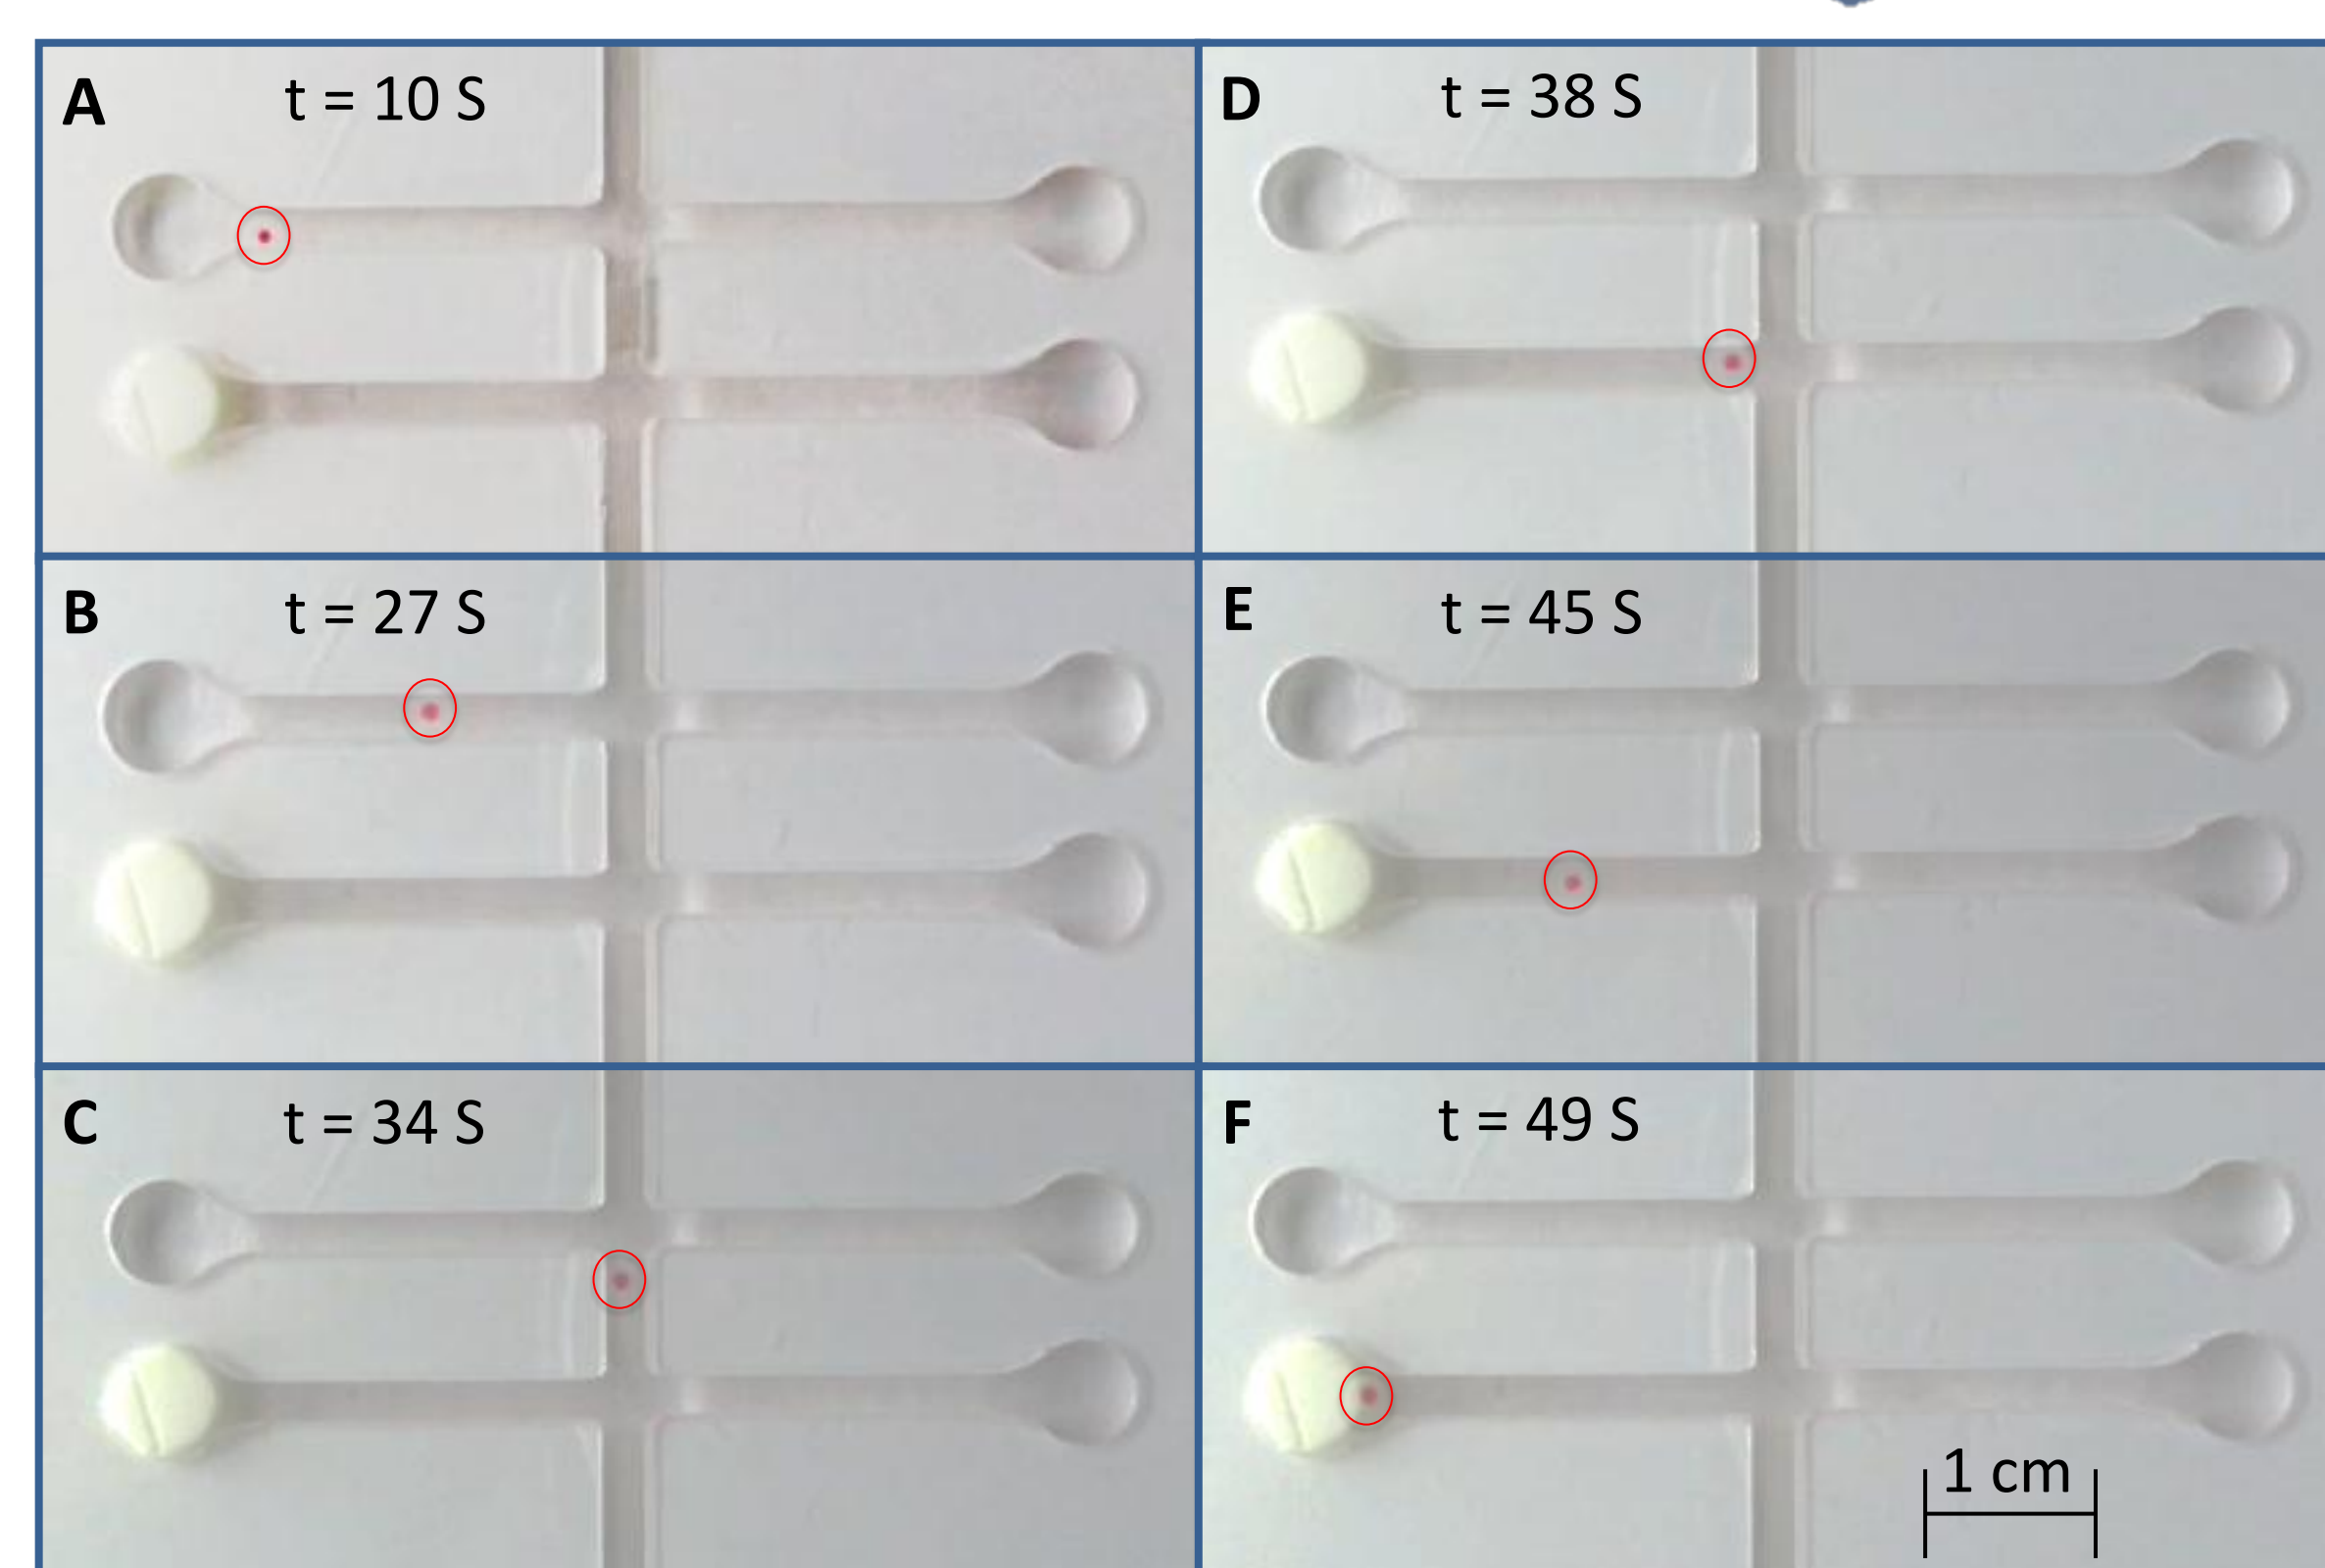 A
t = 10 S
B
t = 27 S
C
t = 34 S
D
t = 38 S
E
t = 45 S
F
t = 49 S
1 cm